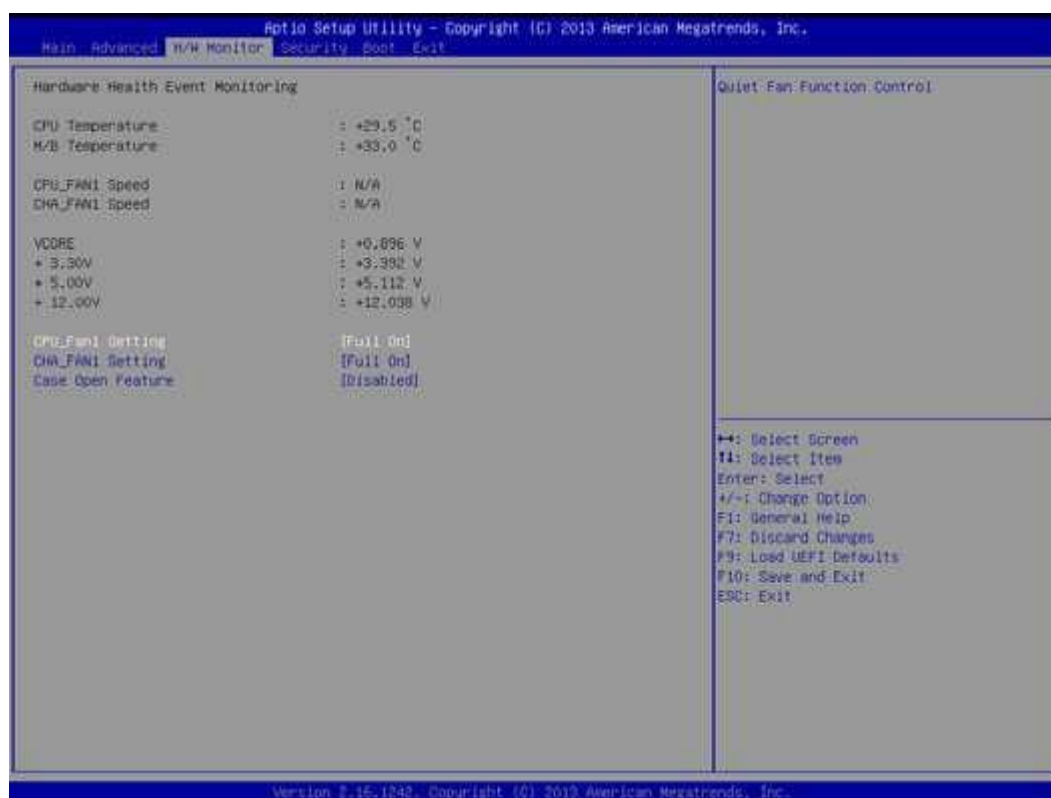 Aptio Setup Utility - Copyright (C) 2013 American Megatrends, Inc.
Main Advanced H/W Monitor Security Boot Exit
Hardware Health Event Monitoring
CPU Temperature : +29.5 °C
M/B Temperature : +33.0 °C
CPU_FAN1 Speed : N/A
CHA_FAN1 Speed : N/A
VCORE : +0.896 V
+ 3.30V : +3.392 V
+ 5.00V : +5.112 V
+ 12.00V : +12.038 V
CPU_Fan1 Setting [Full On]
CHA_FAN1 Setting [Full On]
Case Open Feature [Disabled]
Quiet Fan Function Control
↔: Select Screen
↑↓: Select Item
Enter: Select
+/-: Change Option
F1: General Help
F7: Discard Changes
F9: Load UEFI Defaults
F10: Save and Exit
ESC: Exit
Version 2.16.1242. Copyright (C) 2013 American Megatrends, Inc.